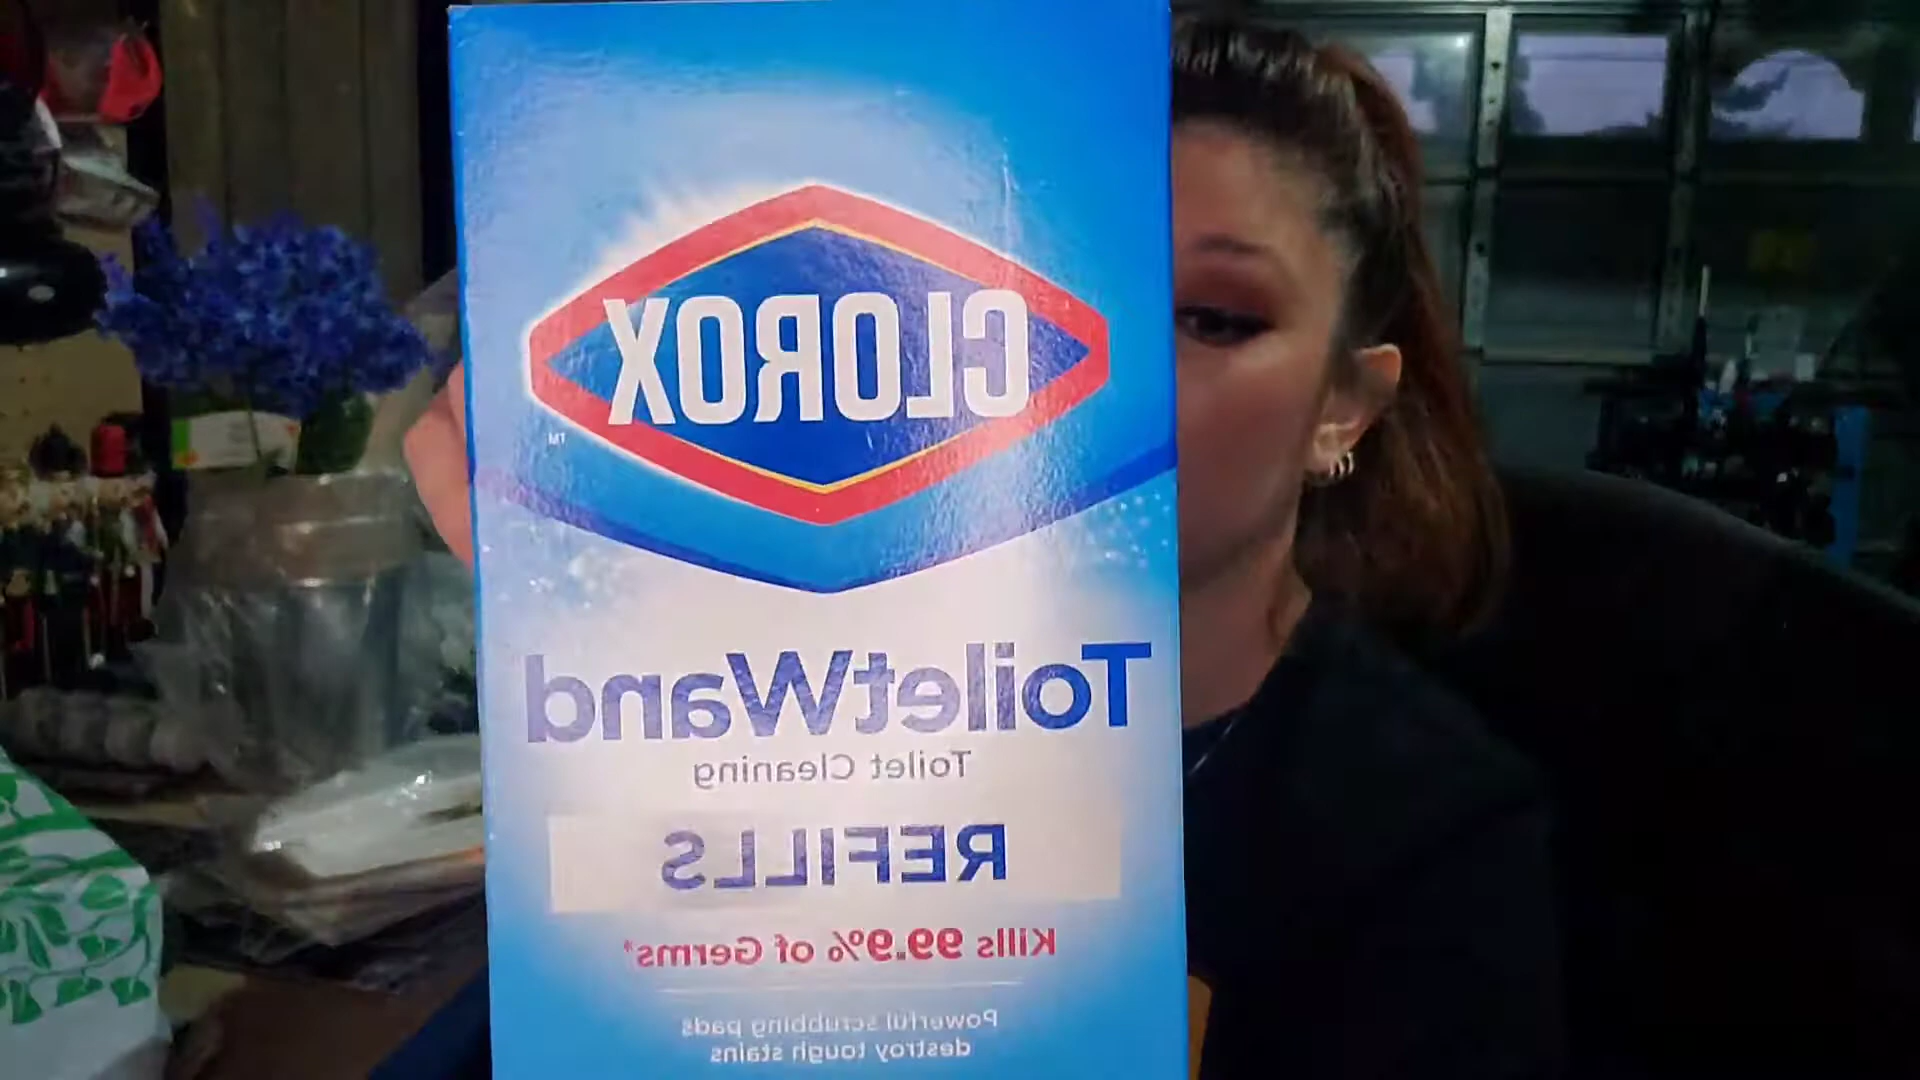 CLOROX
TM
ToiletWand
Toilet Cleaning
REFILLS
Kills 99.9% of Germs*
Powerful scrubbing pads
destroy tough stains